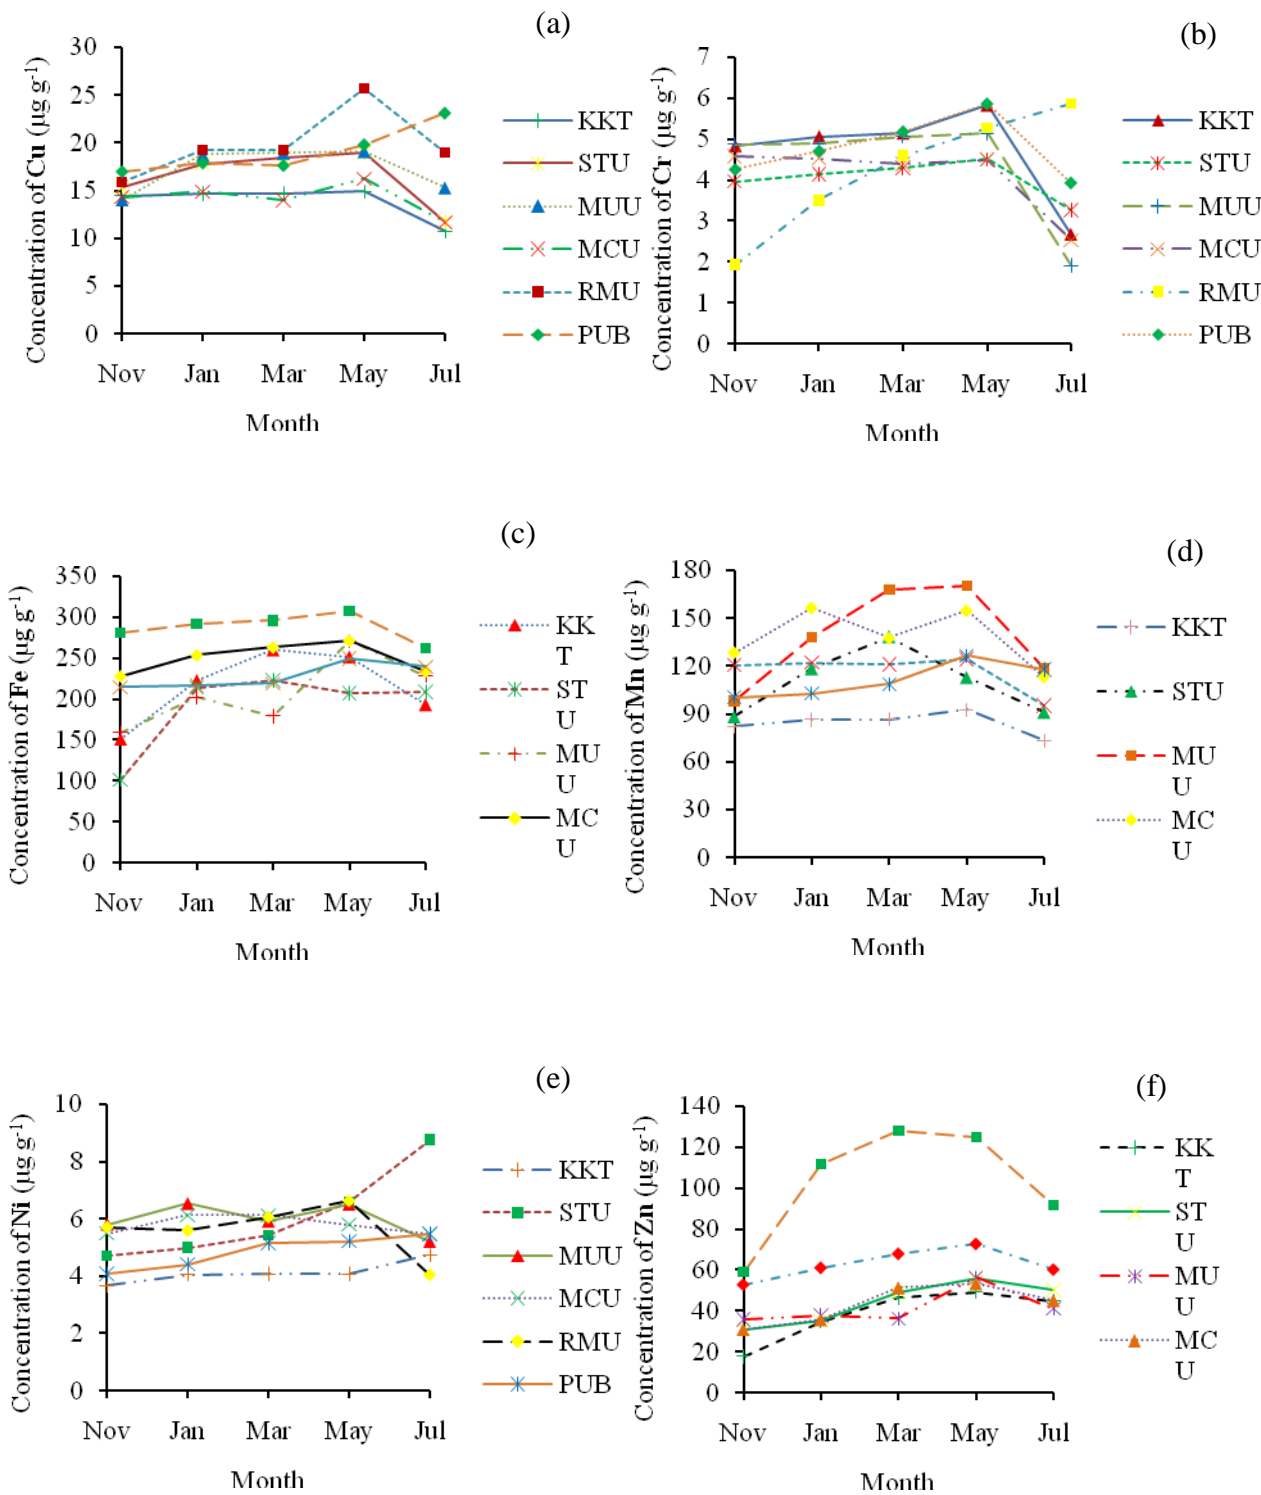 (a)
Concentration of Cu (µg g-1)
30
25
20
15
10
5
0
Nov Jan Mar May Jul
Month
KKT
STU
MUU
MCU
RMU
PUB
(b)
Concentration of Cr (µg g-1)
7
6
5
4
3
2
1
0
Nov Jan Mar May Jul
Month
KKT
STU
MUU
MCU
RMU
PUB
(c)
Concentration of Fe (µg g-1)
350
300
250
200
150
100
50
0
Nov Jan Mar May Jul
Month
KK
T
ST
U
MU
U
MC
U
(d)
Concentration of Mn (µg g-1)
180
150
120
90
60
30
0
Nov Jan Mar May Jul
Month
KKT
STU
MU
U
MC
U
(e)
Concentration of Ni (µg g-1)
10
8
6
4
2
0
Nov Jan Mar May Jul
Month
KKT
STU
MUU
MCU
RMU
PUB
(f)
Concentration of Zn (µg g-1)
140
120
100
80
60
40
20
0
Nov Jan Mar May Jul
Month
KK
T
ST
U
MU
U
MC
U